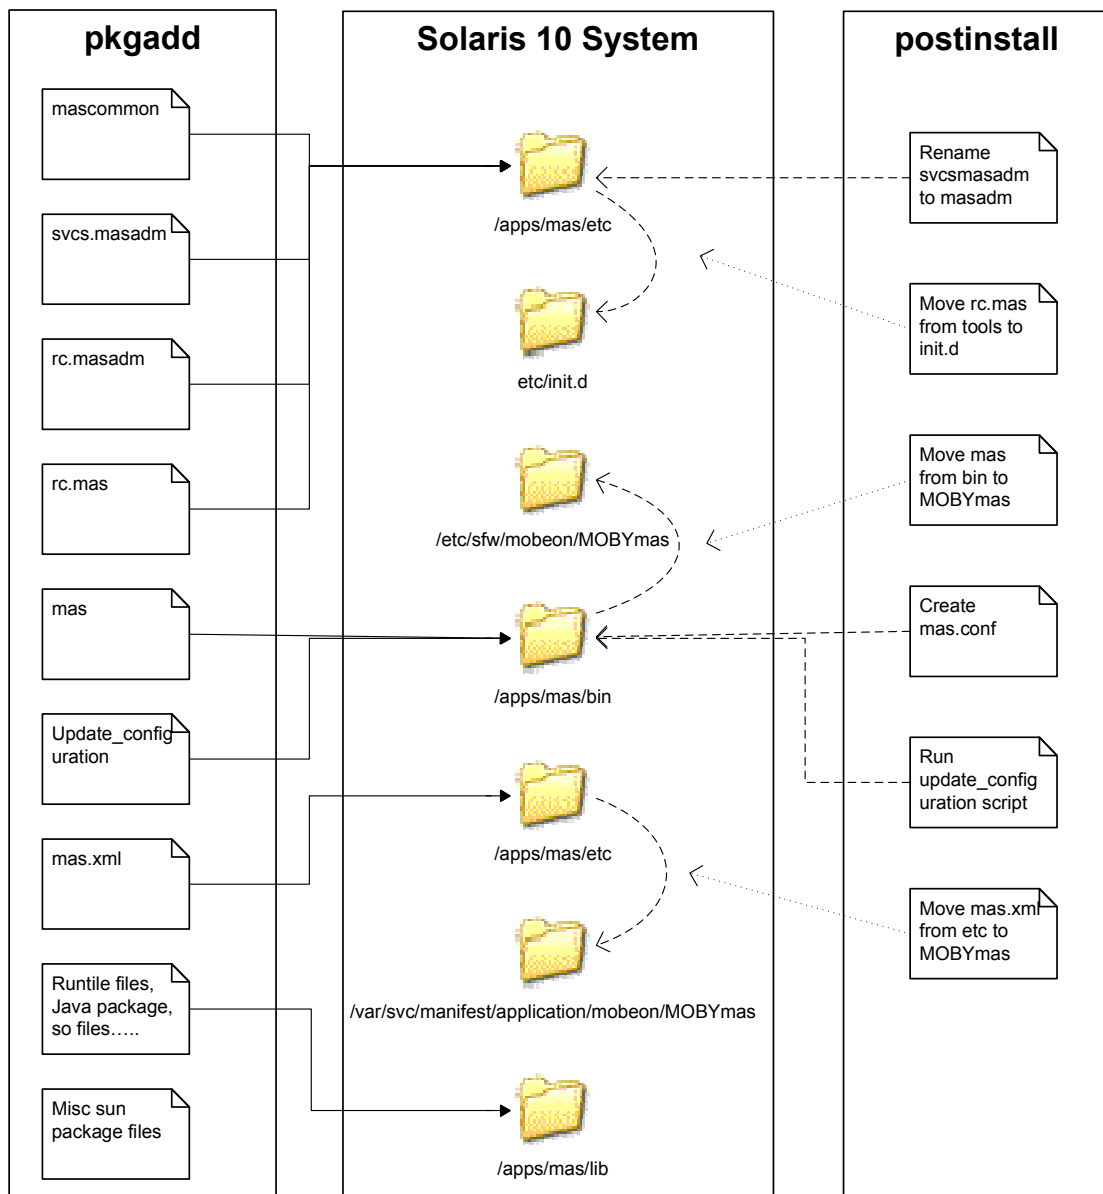 pkgadd
mascommon
svcs.masadm
rc.masadm
rc.mas
mas
Update_config
uration
mas.xml
Runtile files,
Java package,
so files…..
Misc sun
package files
Solaris 10 System
/apps/mas/etc
etc/init.d
/etc/sfw/mobeon/MOBYmas
/apps/mas/bin
/apps/mas/etc
/var/svc/manifest/application/mobeon/MOBYmas
/apps/mas/lib
postinstall
Rename
svcsmasadm
to masadm
Move rc.mas
from tools to
init.d
Move mas
from bin to
MOBYmas
Create
mas.conf
Run
update_config
uration script
Move mas.xml
from etc to
MOBYmas